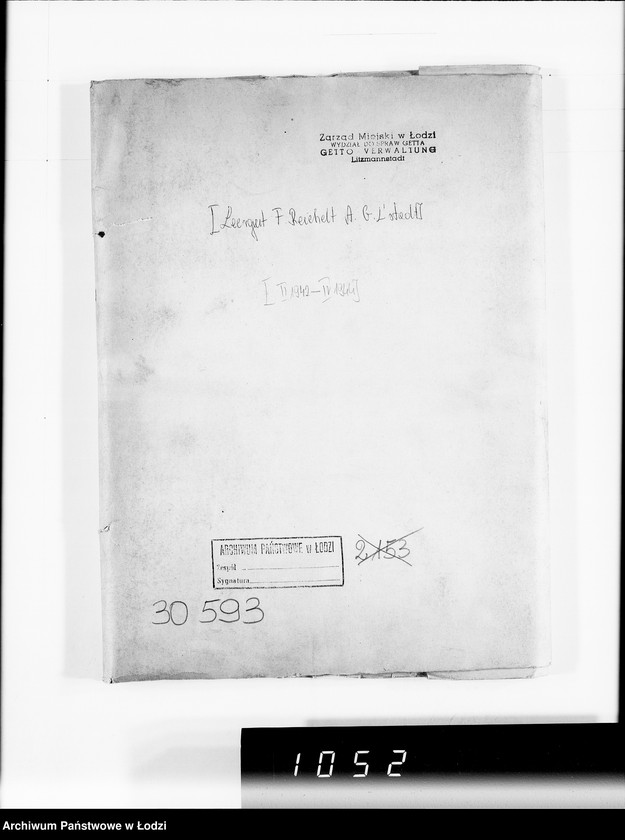 Zarząd Miejski w Łodzi
WYDZIAŁ DO SPRAW GETTA
GETTO VERWALTUNG
Litzmannstadt
[Leergut F. Reichelt A. G. L'stadt]
[II 1942-IV 1944]
ARCHIWUM PAŃSTWOWE w ŁODZI
Zespół
Sygnatura
2153
30 593
1052
Archiwum Państwowe w Łodzi